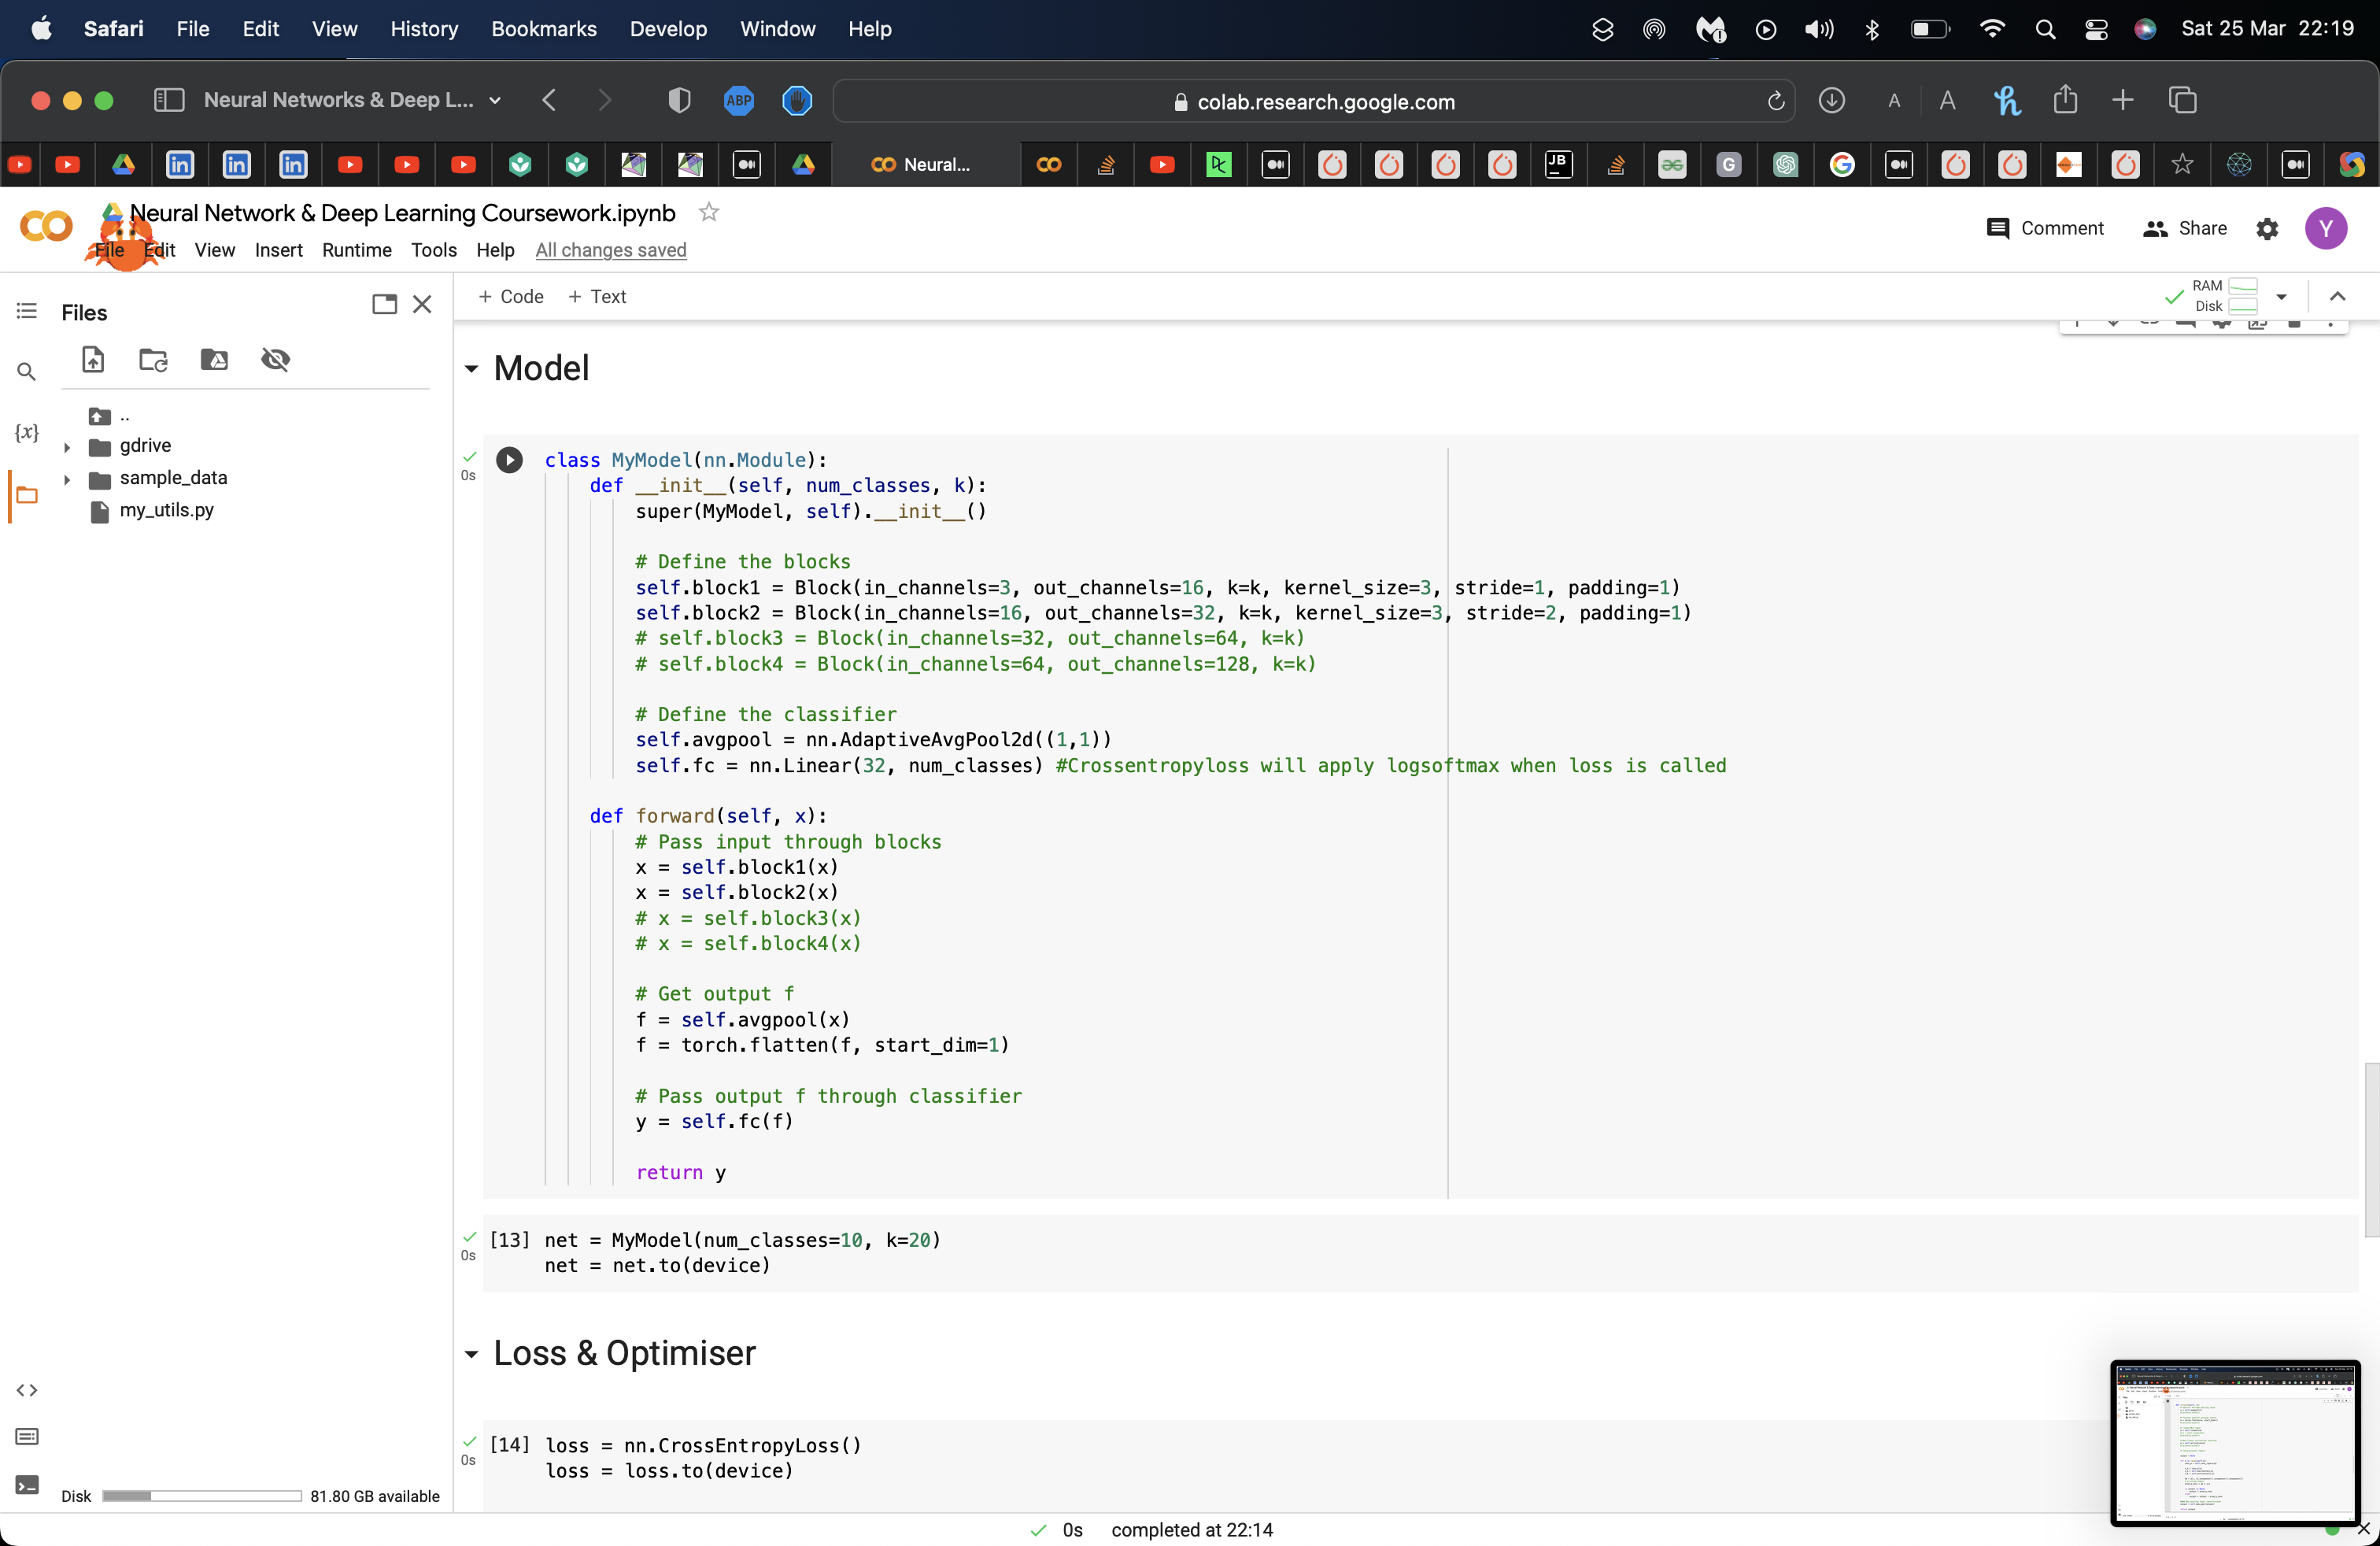 Safari File Edit View History Bookmarks Develop Window Help Sat 25 Mar 22:19
Neural Networks & Deep L... ABP colab.research.google.com A A
in in in Neural... JB G
Neural Network & Deep Learning Coursework.ipynb
File Edit View Insert Runtime Tools Help All changes saved
Comment Share Y
Files
+ Code + Text
RAM
Disk
..
gdrive
sample_data
my_utils.py
{x}
Model
0s
class MyModel(nn.Module):
def __init__(self, num_classes, k):
super(MyModel, self).__init__()
# Define the blocks
self.block1 = Block(in_channels=3, out_channels=16, k=k, kernel_size=3, stride=1, padding=1)
self.block2 = Block(in_channels=16, out_channels=32, k=k, kernel_size=3, stride=2, padding=1)
# self.block3 = Block(in_channels=32, out_channels=64, k=k)
# self.block4 = Block(in_channels=64, out_channels=128, k=k)
# Define the classifier
self.avgpool = nn.AdaptiveAvgPool2d((1,1))
self.fc = nn.Linear(32, num_classes) #Crossentropyloss will apply logsoftmax when loss is called
def forward(self, x):
# Pass input through blocks
x = self.block1(x)
x = self.block2(x)
# x = self.block3(x)
# x = self.block4(x)
# Get output f
f = self.avgpool(x)
f = torch.flatten(f, start_dim=1)
# Pass output f through classifier
y = self.fc(f)
return y
0s
[13] net = MyModel(num_classes=10, k=20)
net = net.to(device)
Loss & Optimiser
0s
[14] loss = nn.CrossEntropyLoss()
loss = loss.to(device)
Disk 81.80 GB available
0s completed at 22:14